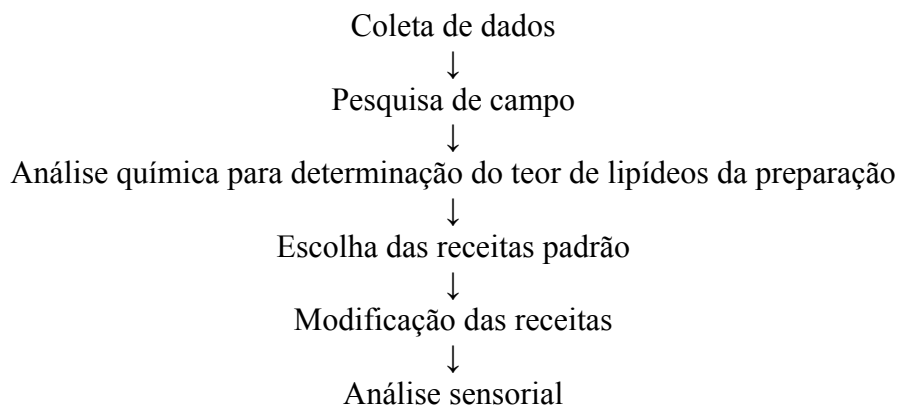 Coleta de dados
↓
Pesquisa de campo
↓
Análise química para determinação do teor de lipídeos da preparação
↓
Escolha das receitas padrão
↓
Modificação das receitas
↓
Análise sensorial